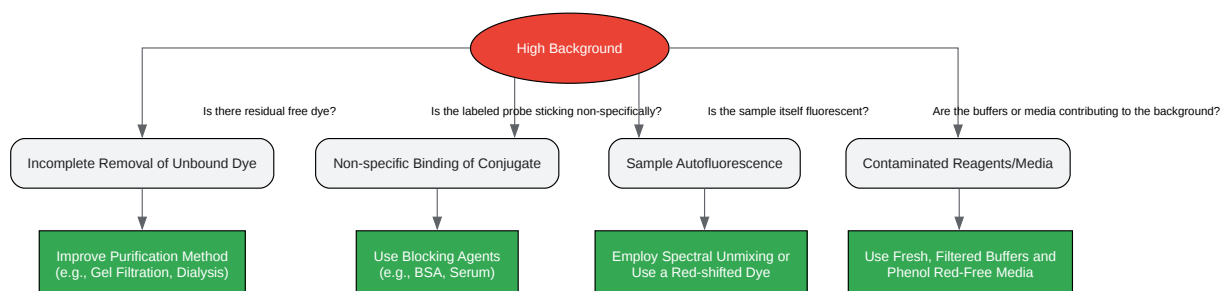 High Background
Is there residual free dye?
Is the labeled probe sticking non-specifically?
Is the sample itself fluorescent?
Are the buffers or media contributing to the background?
Incomplete Removal of Unbound Dye
Non-specific Binding of Conjugate
Sample Autofluorescence
Contaminated Reagents/Media
Improve Purification Method
(e.g., Gel Filtration, Dialysis)
Use Blocking Agents
(e.g., BSA, Serum)
Employ Spectral Unmixing or
Use a Red-shifted Dye
Use Fresh, Filtered Buffers and
Phenol Red-Free Media